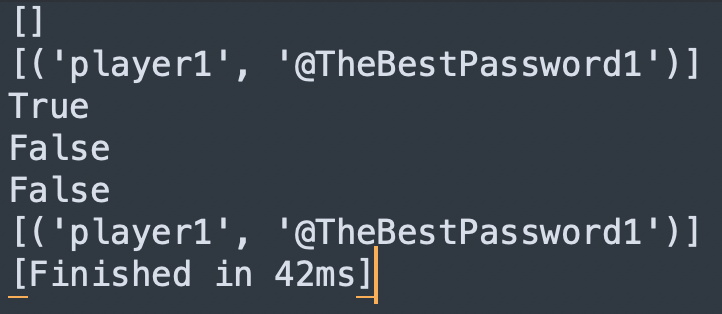 []
[('player1', '@TheBestPassword1')]
True
False
False
[('player1', '@TheBestPassword1')]
[Finished in 42ms]